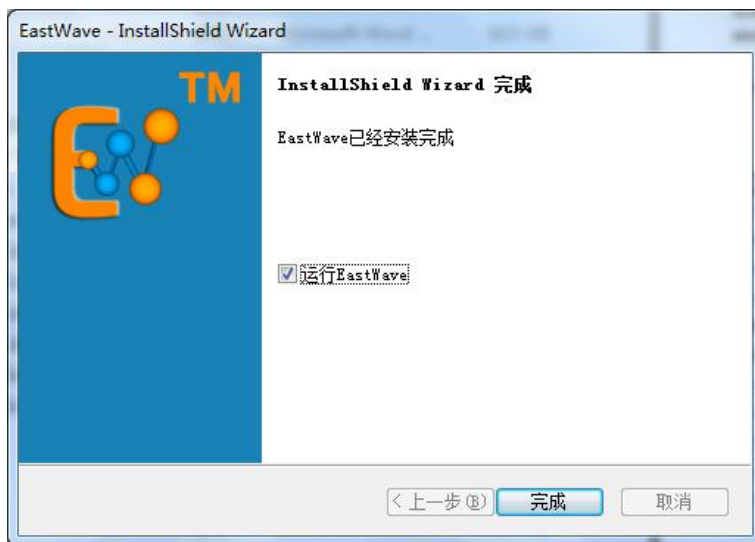 EastWave - InstallShield Wizard
TM
InstallShield Wizard 完成
EastWave已经安装完成
运行EastWave
< 上一步(B)
完成
取消